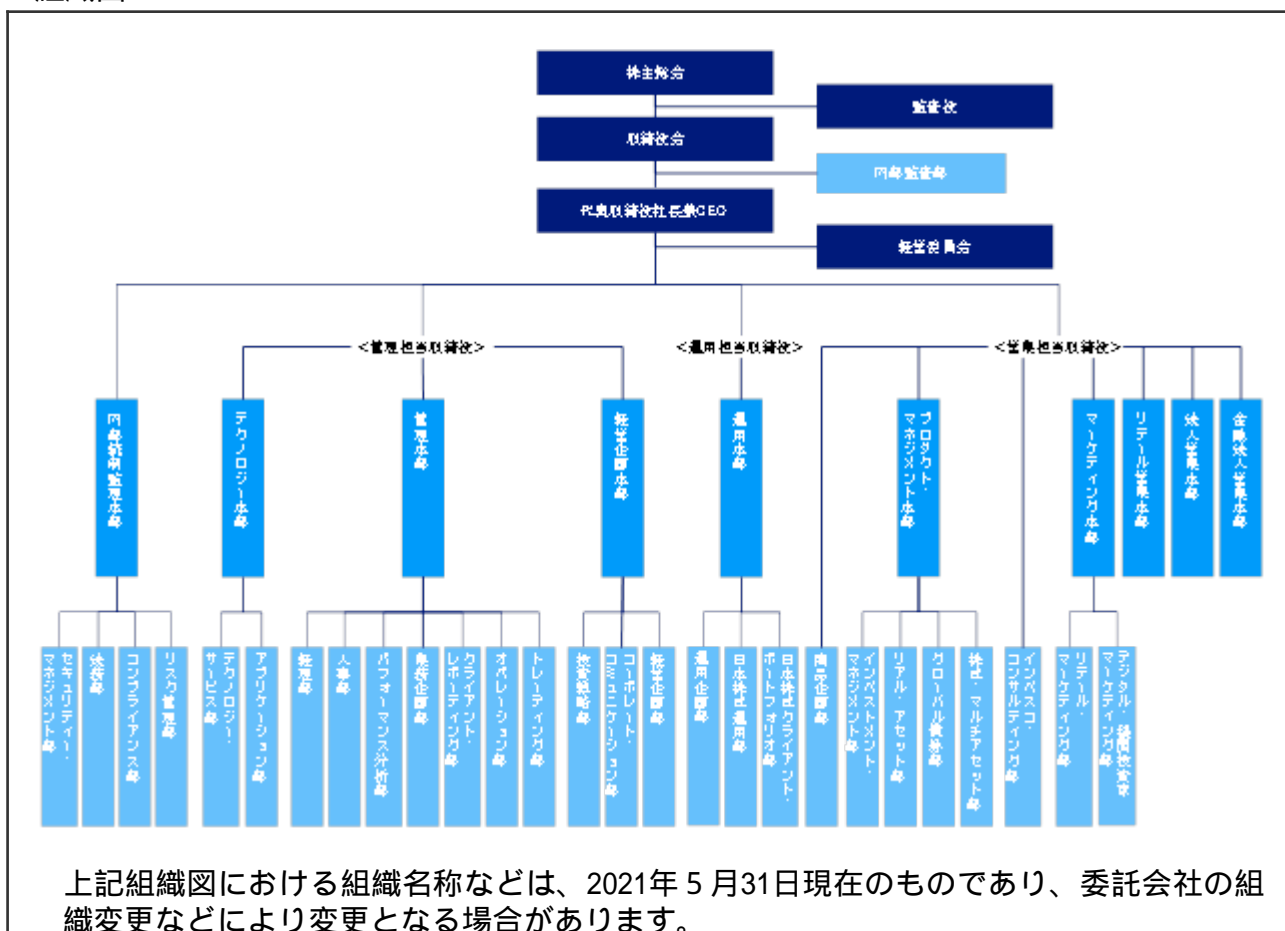 株主総会
監査役
取締役会
内部監査部
代表取締役社長兼CEO
経営委員会
<管理担当取締役>
<運用担当取締役>
<営業担当取締役>
内部統制監理本部
テクノロジー本部
管理本部
経営企画本部
運用本部
プロダクト・
マネジメント本部
マーケティング本部
リテール営業本部
法人営業本部
金融法人営業本部
セキュリティー・
マネジメント部
法務部
コンプライアンス部
リスク管理部
テクノロジー・
サービス部
アプリケーション部
経理部
人事部
パフォーマンス分析部
業務企画部
クライアント・
レポーティング部
オペレーション部
トレーディング部
投資戦略部
コーポレート・
コミュニケーション部
経営企画部
運用企画部
日本株式運用部
日本株式クライアント・
ポートフォリオ部
商品企画部
インベストメント・
マネジメント部
リアル・アセット部
グローバル債券部
株式・マルチアセット部
インベスコ・
コンサルティング部
リテール・
マーケティング部
デジタル・機関投資家
マーケティング部
上記組織図における組織名称などは、2021年5月31日現在のものであり、委託会社の組
織変更などにより変更となる場合があります。